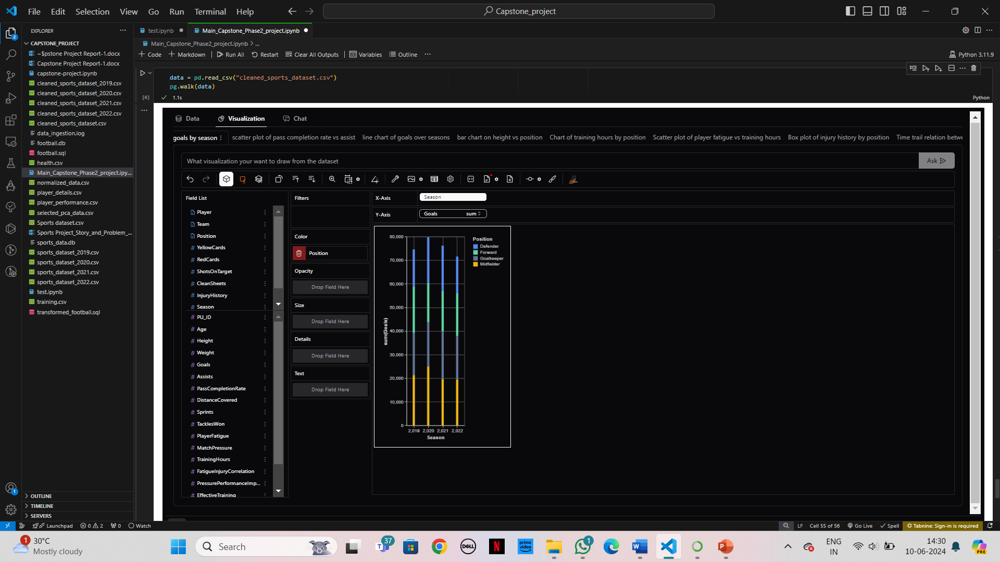 File Edit Selection View Go Run Terminal Help
Capstone_project
EXPLORER
CAPSTONE_PROJECT
~$pstone Project Report-1.docx
Capstone Project Report-1.docx
capstone-project.ipynb
cleaned_sports_dataset_2019.csv
cleaned_sports_dataset_2020.csv
cleaned_sports_dataset_2021.csv
cleaned_sports_dataset_2022.csv
cleaned_sports_dataset.csv
data_ingestion.log
football.db
football.sql
health.csv
Main_Capstone_Phase2_project.ipy...
normalized_data.csv
player_details.csv
player_performance.csv
selected_pca_data.csv
Sports dataset.csv
Sports Project_Story_and_Problem_...
sports_data.db
sports_dataset_2019.csv
sports_dataset_2020.csv
sports_dataset_2021.csv
sports_dataset_2022.csv
test.ipynb
training.csv
transformed_football.sql
OUTLINE
TIMELINE
SERVERS
test.ipynb
Main_Capstone_Phase2_project.ipynb
Main_Capstone_Phase2_project.ipynb > ...
+ Code + Markdown | Run All Restart Clear All Outputs | Variables Outline ...
Python 3.11.9
data = pd.read_csv("cleaned_sports_dataset.csv")
pg.walk(data)
[8] 1.1s
Python
Data Visualization Chat
goals by season
scatter plot of pass completion rate vs assist
line chart of goals over seasons
bar chart on height vs position
Chart of training hours by position
Scatter plot of player fatigue vs training hours
Box plot of injury history by position
Time trail relation betwe
What visualization your want to draw from the dataset
Ask
Field List
Player
Team
Position
# YellowCards
# RedCards
# ShotsOnTarget
# CleanSheets
# InjuryHistory
# Season
# PU_ID
# Age
# Height
# Weight
# Goals
# Assists
# PassCompletionRate
# DistanceCovered
# Sprints
# TacklesWon
# PlayerFatigue
# MatchPressure
# TrainingHours
# FatigueInjuryCorrelation
# PressurePerformanceImp...
# EffectiveTraining
Filters
Color
Position
Opacity
Drop Field Here
Size
Drop Field Here
Details
Drop Field Here
Text
Drop Field Here
X-Axis
Season
Y-Axis
Goals sum
80,000
70,000
60,000
50,000
40,000
30,000
20,000
10,000
0
sum(Goals)
2,019 2,020 2,021 2,022
Season
Position
Defender
Forward
Goalkeeper
Midfielder
Launchpad 0 2 0 Watch
LF Cell 55 of 56 Go Live Spell Tabnine: Sign-in is required
2
1
1
30°C
Mostly cloudy
Search
37
DELL
N
prime video
1
W
P
ENG
IN
14:30
10-06-2024
PRE